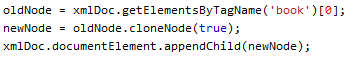 oldNode = xmlDoc.getElementsByTagName('book')[0];
newNode = oldNode.cloneNode(true);
xmlDoc.documentElement.appendChild(newNode);